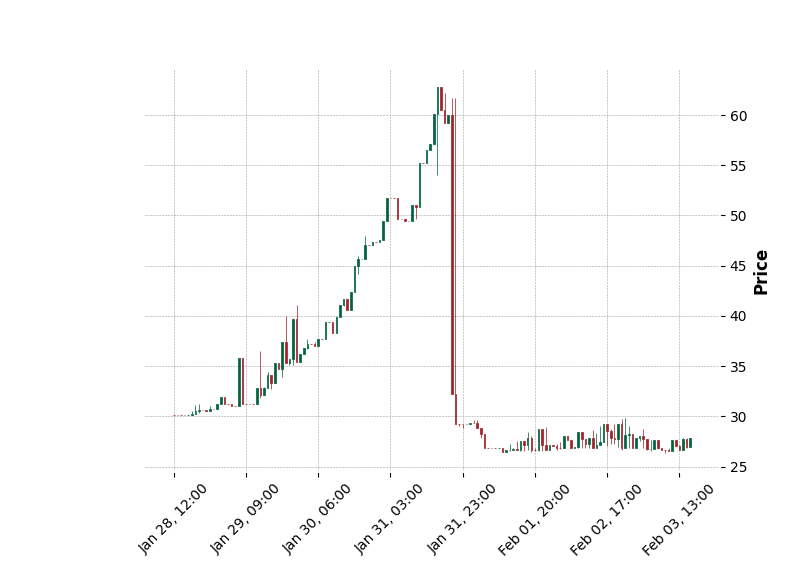 60
55
50
45
40
35
30
25
Price
Jan 28, 12:00
Jan 29, 09:00
Jan 30, 06:00
Jan 31, 03:00
Jan 31, 23:00
Feb 01, 20:00
Feb 02, 17:00
Feb 03, 13:00